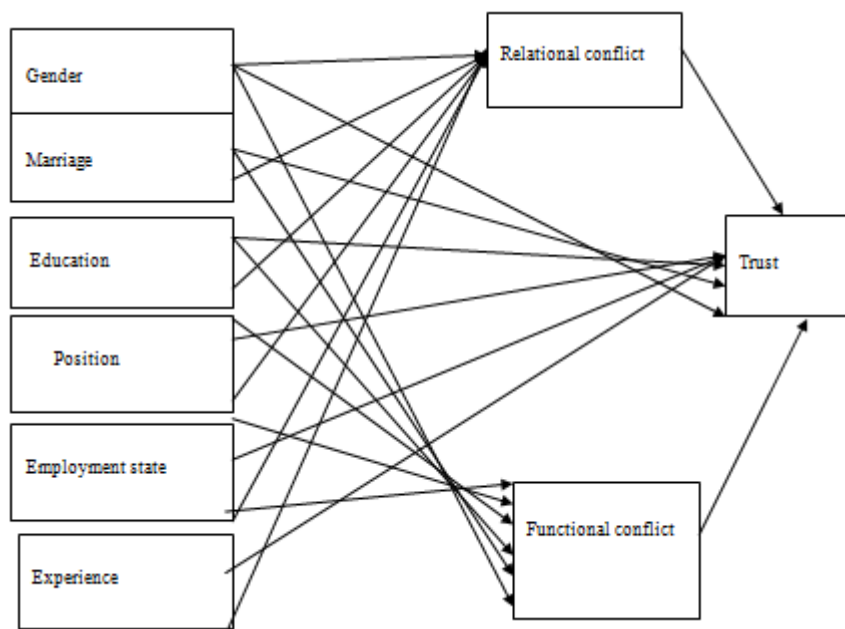 Gender
Marriage
Education
Position
Employment state
Experience
Relational conflict
Trust
Functional conflict